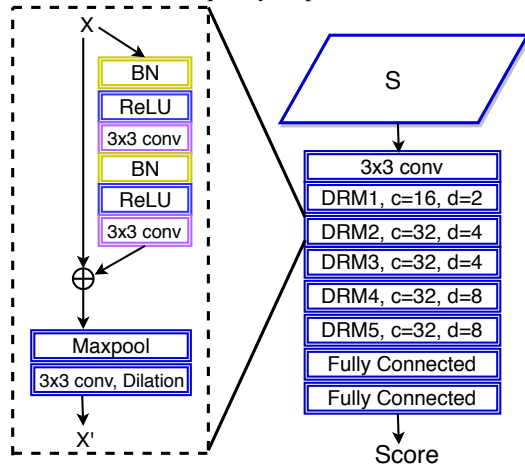 X
BN
ReLU
3x3 conv
BN
ReLU
3x3 conv
Maxpool
3x3 conv, Dilation
X'
S
3x3 conv
DRM1, c=16, d=2
DRM2, c=32, d=4
DRM3, c=32, d=4
DRM4, c=32, d=8
DRM5, c=32, d=8
Fully Connected
Fully Connected
Score